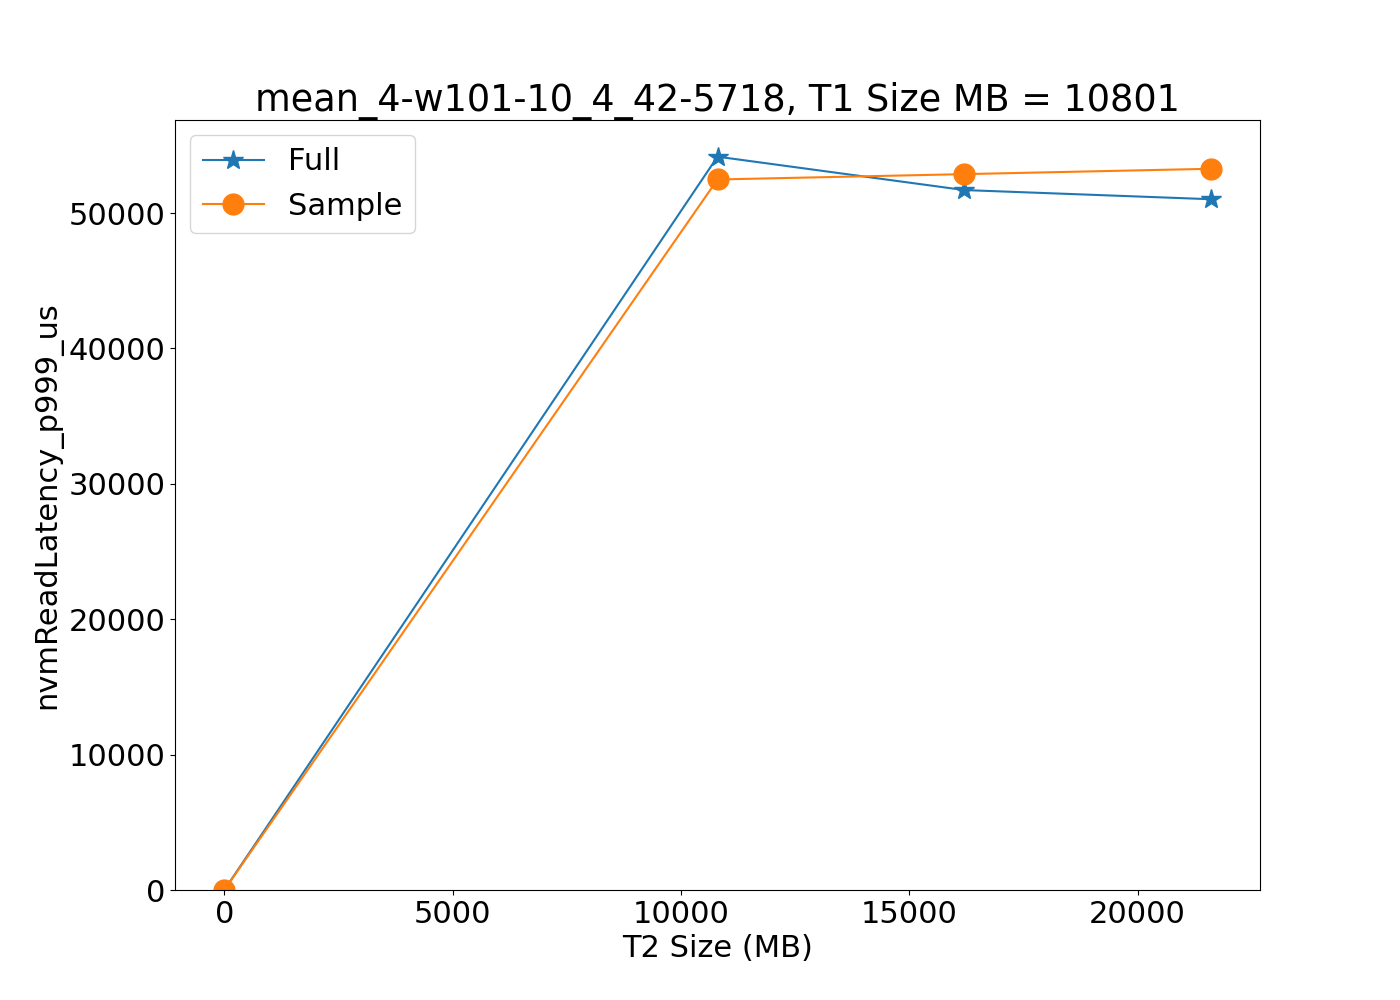 mean_4-w101-10_4_42-5718, T1 Size MB = 10801
Full
Sample
nvmReadLatency_p999_us
50000
40000
30000
20000
10000
0
0 5000 10000 15000 20000
T2 Size (MB)